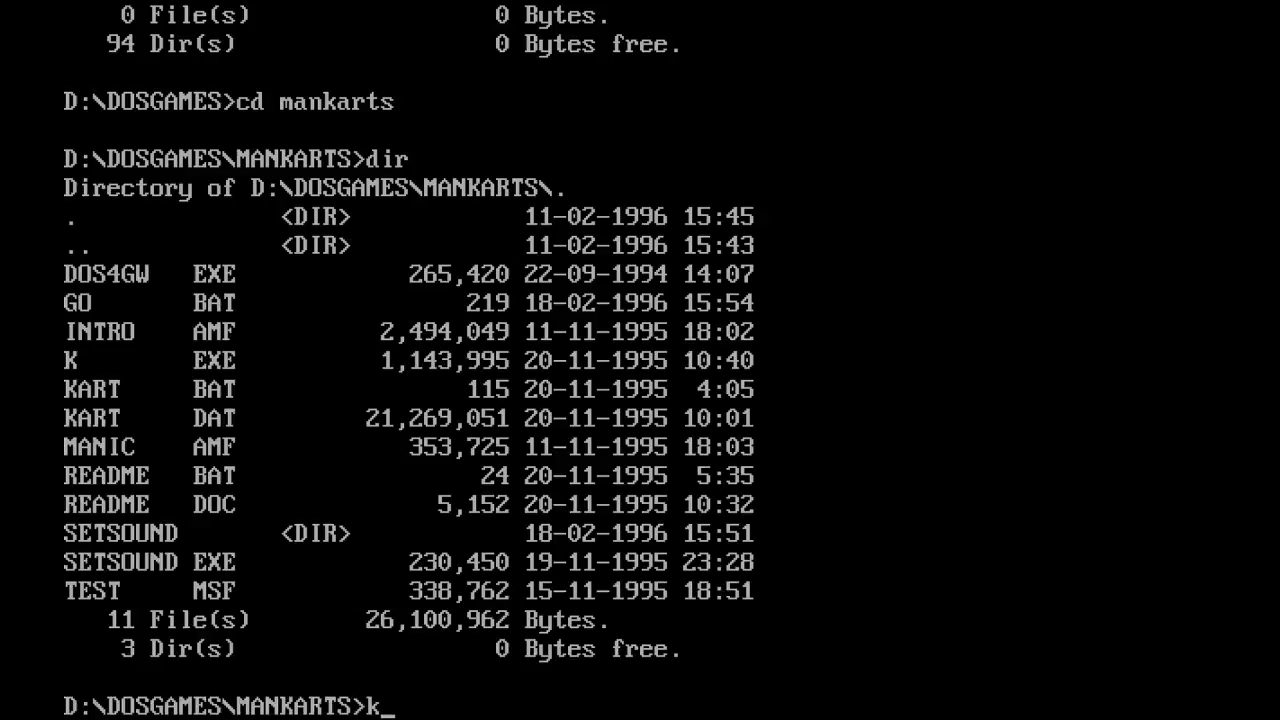 0 File(s) 0 Bytes.
94 Dir(s) 0 Bytes free.
D:\DOSGAMES>cd mankarts
D:\DOSGAMES\MANKARTS>dir
Directory of D:\DOSGAMES\MANKARTS\.
. <DIR> 11-02-1996 15:45
.. <DIR> 11-02-1996 15:43
DOS4GW EXE 265,420 22-09-1994 14:07
GO BAT 219 18-02-1996 15:54
INTRO AMF 2,494,049 11-11-1995 18:02
K EXE 1,143,995 20-11-1995 10:40
KART BAT 115 20-11-1995 4:05
KART DAT 21,269,051 20-11-1995 10:01
MANIC AMF 353,725 11-11-1995 18:03
README BAT 24 20-11-1995 5:35
README DOC 5,152 20-11-1995 10:32
SETSOUND <DIR> 18-02-1996 15:51
SETSOUND EXE 230,450 19-11-1995 23:28
TEST MSF 338,762 15-11-1995 18:51
11 File(s) 26,100,962 Bytes.
3 Dir(s) 0 Bytes free.
D:\DOSGAMES\MANKARTS>k_